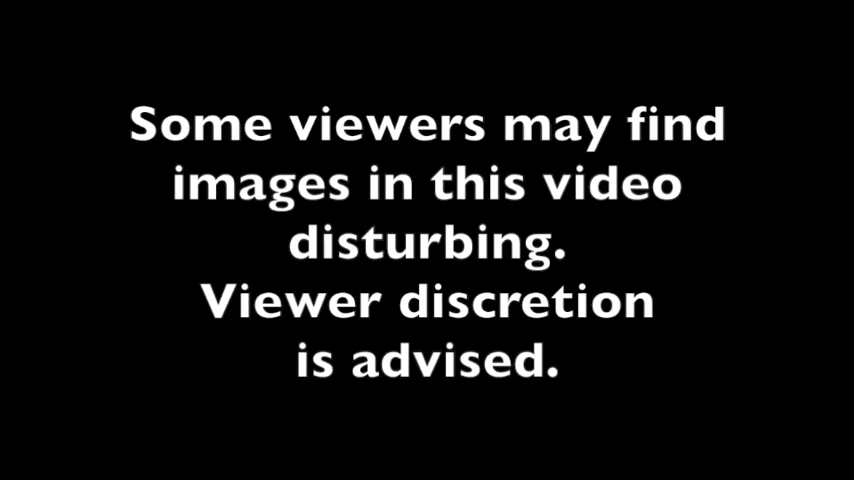 Some viewers may find
images in this video
disturbing.
Viewer discretion
is advised.